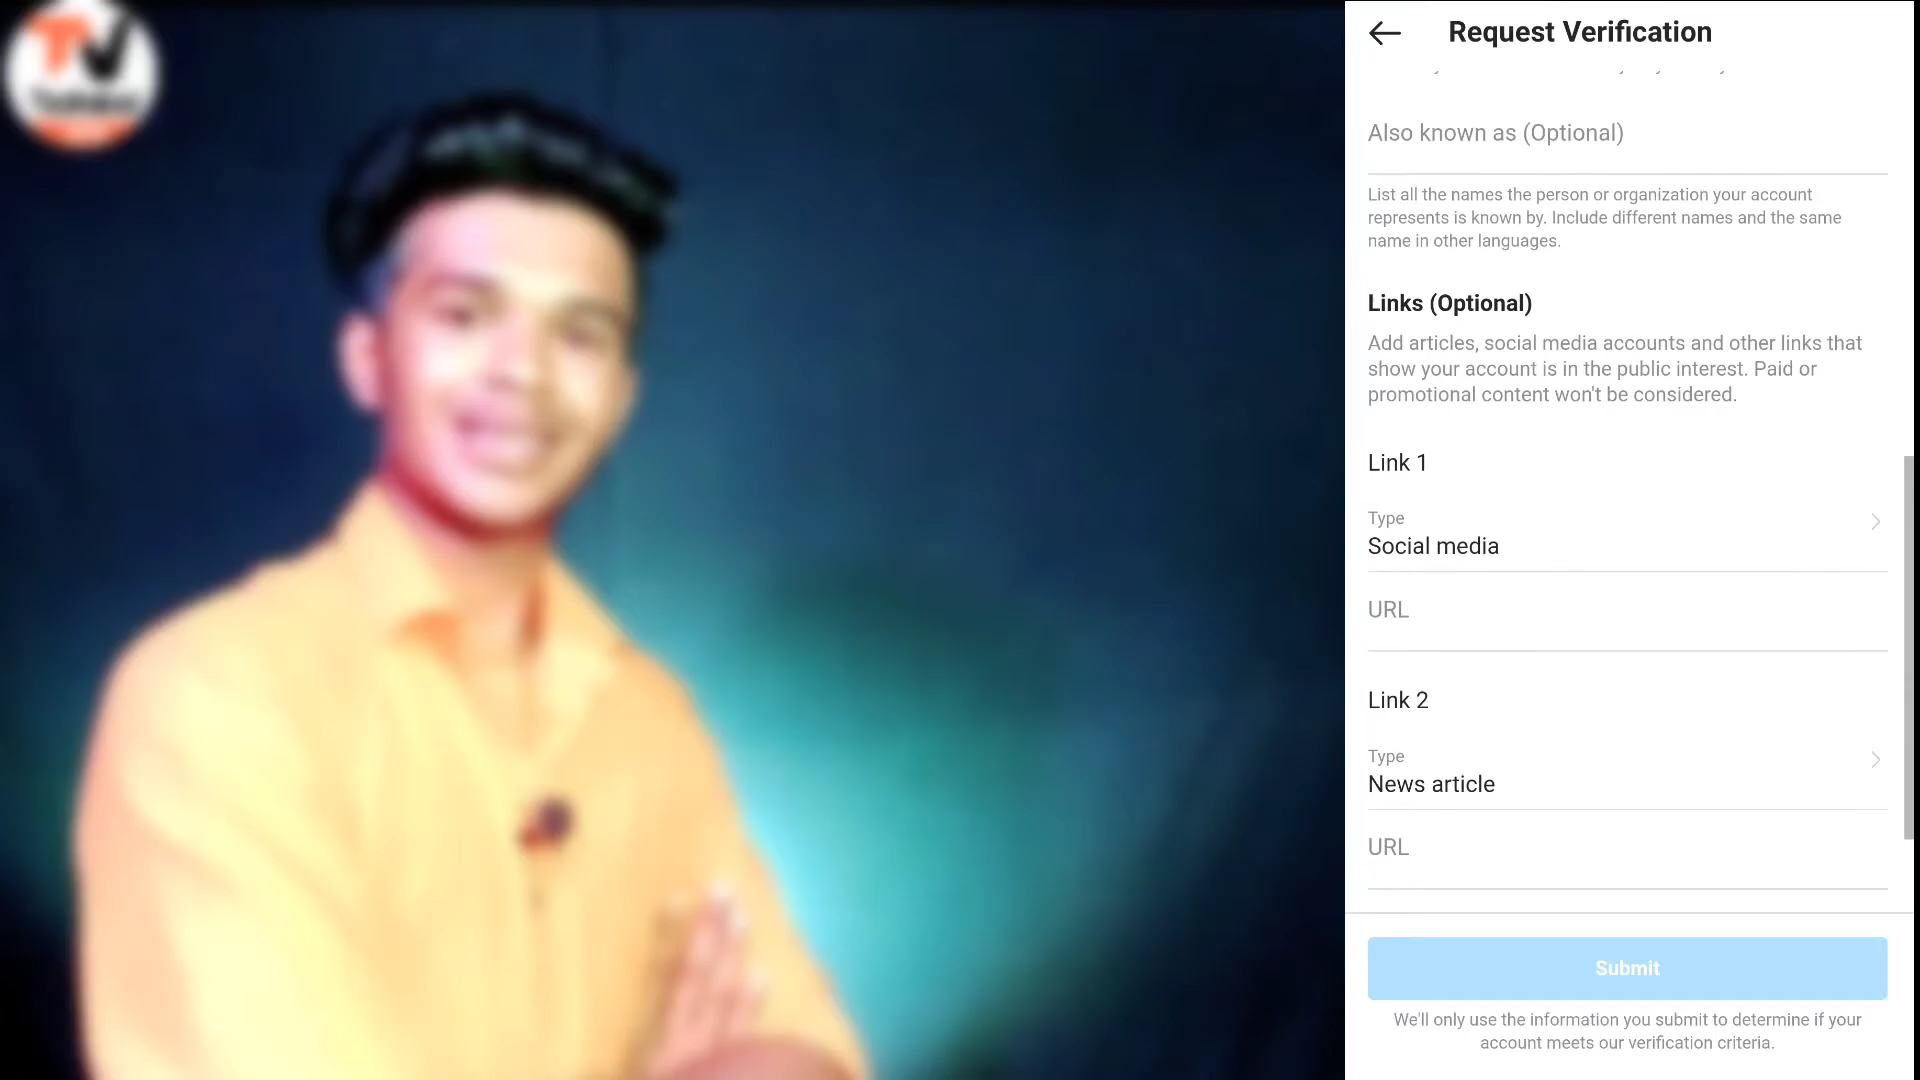 TV
Request Verification
Also known as (Optional)
List all the names the person or organization your account
represents is known by. Include different names and the same
name in other languages.
Links (Optional)
Add articles, social media accounts and other links that
show your account is in the public interest. Paid or
promotional content won't be considered.
Link 1
Type
Social media
URL
Link 2
Type
News article
URL
Submit
We'll only use the information you submit to determine if your
account meets our verification criteria.